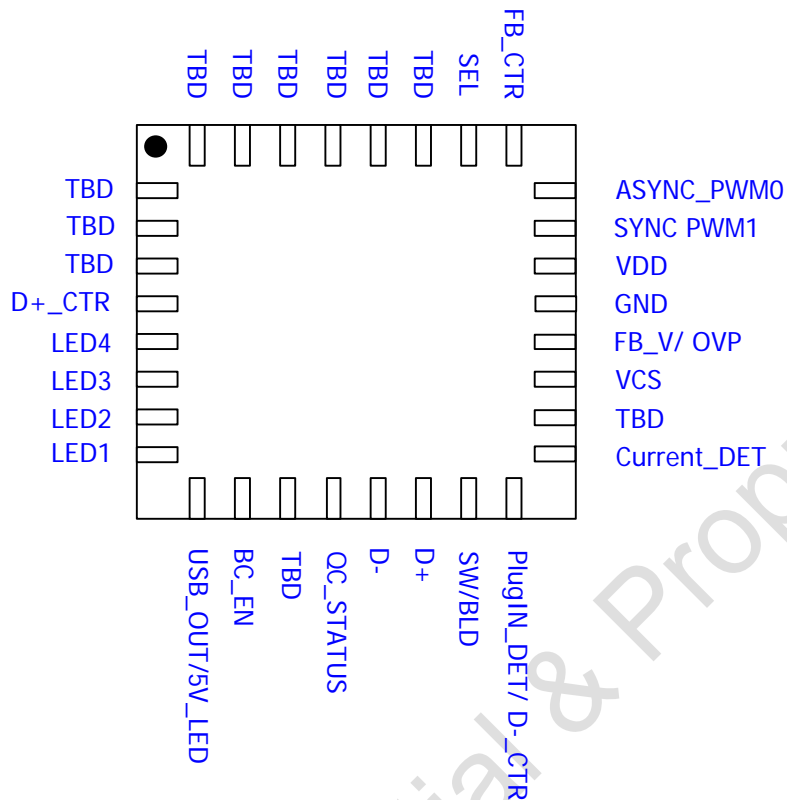 TBD
TBD
TBD
TBD
TBD
TBD
SEL
FB_CTR
TBD
TBD
TBD
D+_CTR
LED4
LED3
LED2
LED1
ASYNC_PWM0
SYNC PWM1
VDD
GND
FB_V/ OVP
VCS
TBD
Current_DET
USB_OUT/5V_LED
BC_EN
TBD
QC_STATUS
D-
D+
SW/BLD
PlugIN_DET/ D-_CTR